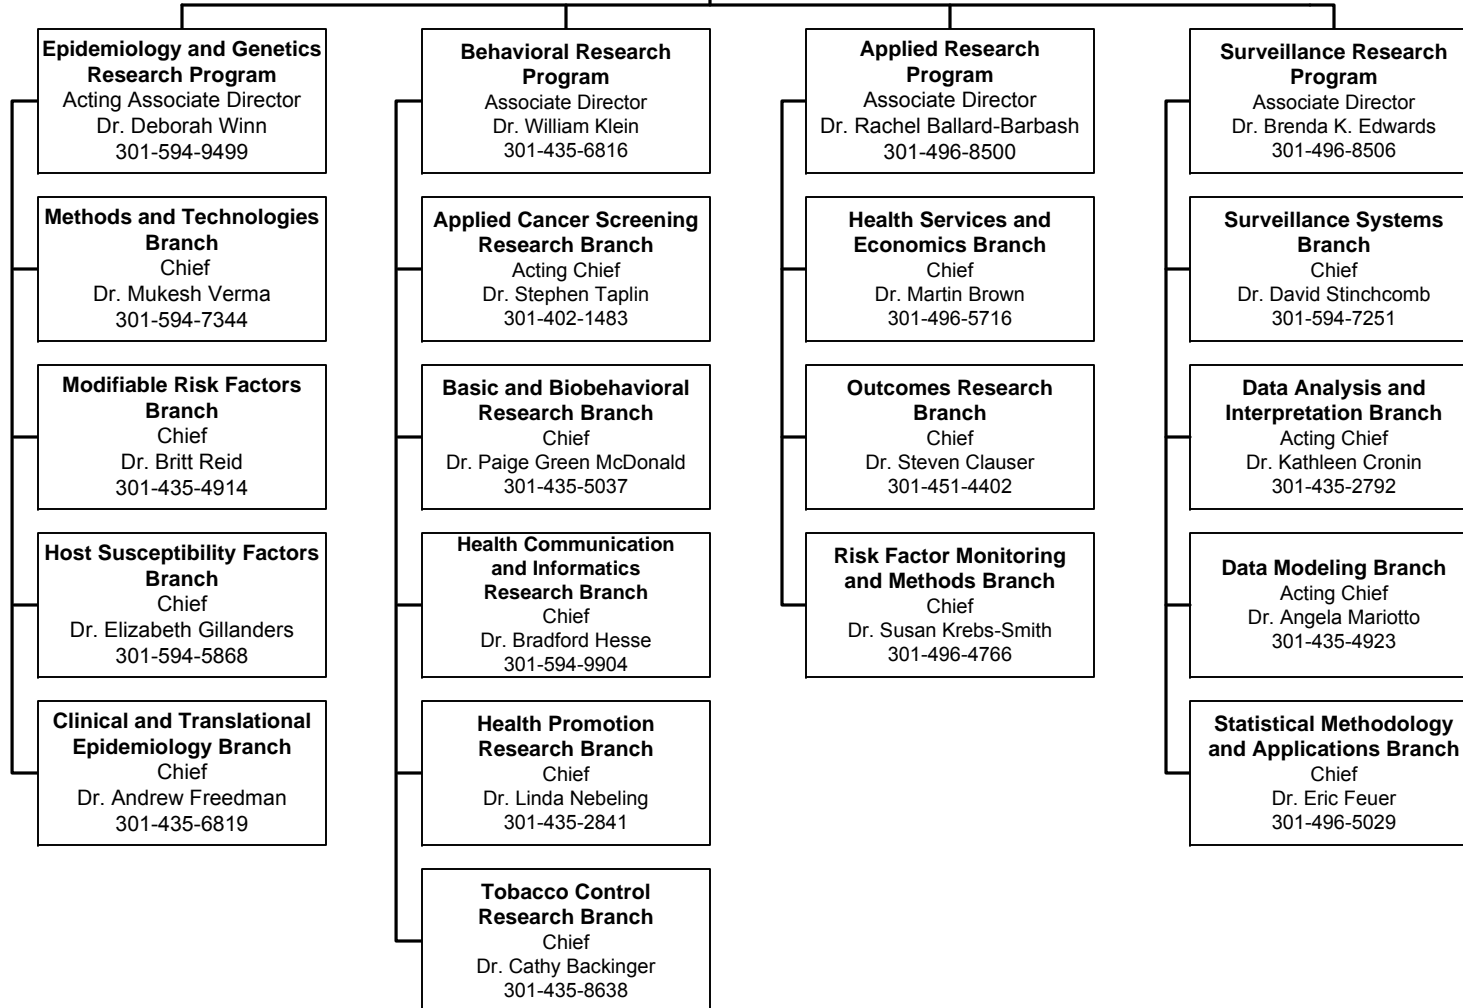 Epidemiology and Genetics
Research Program
Acting Associate Director
Dr. Deborah Winn
301-594-9499
Methods and Technologies
Branch
Chief
Dr. Mukesh Verma
301-594-7344
Modifiable Risk Factors
Branch
Chief
Dr. Britt Reid
301-435-4914
Host Susceptibility Factors
Branch
Chief
Dr. Elizabeth Gillanders
301-594-5868
Clinical and Translational
Epidemiology Branch
Chief
Dr. Andrew Freedman
301-435-6819
Behavioral Research
Program
Associate Director
Dr. William Klein
301-435-6816
Applied Cancer Screening
Research Branch
Acting Chief
Dr. Stephen Taplin
301-402-1483
Basic and Biobehavioral
Research Branch
Chief
Dr. Paige Green McDonald
301-435-5037
Health Communication
and Informatics
Research Branch
Chief
Dr. Bradford Hesse
301-594-9904
Health Promotion
Research Branch
Chief
Dr. Linda Nebeling
301-435-2841
Tobacco Control
Research Branch
Chief
Dr. Cathy Backinger
301-435-8638
Applied Research
Program
Associate Director
Dr. Rachel Ballard-Barbash
301-496-8500
Health Services and
Economics Branch
Chief
Dr. Martin Brown
301-496-5716
Outcomes Research
Branch
Chief
Dr. Steven Clauser
301-451-4402
Risk Factor Monitoring
and Methods Branch
Chief
Dr. Susan Krebs-Smith
301-496-4766
Surveillance Research
Program
Associate Director
Dr. Brenda K. Edwards
301-496-8506
Surveillance Systems
Branch
Chief
Dr. David Stinchcomb
301-594-7251
Data Analysis and
Interpretation Branch
Acting Chief
Dr. Kathleen Cronin
301-435-2792
Data Modeling Branch
Acting Chief
Dr. Angela Mariotto
301-435-4923
Statistical Methodology
and Applications Branch
Chief
Dr. Eric Feuer
301-496-5029